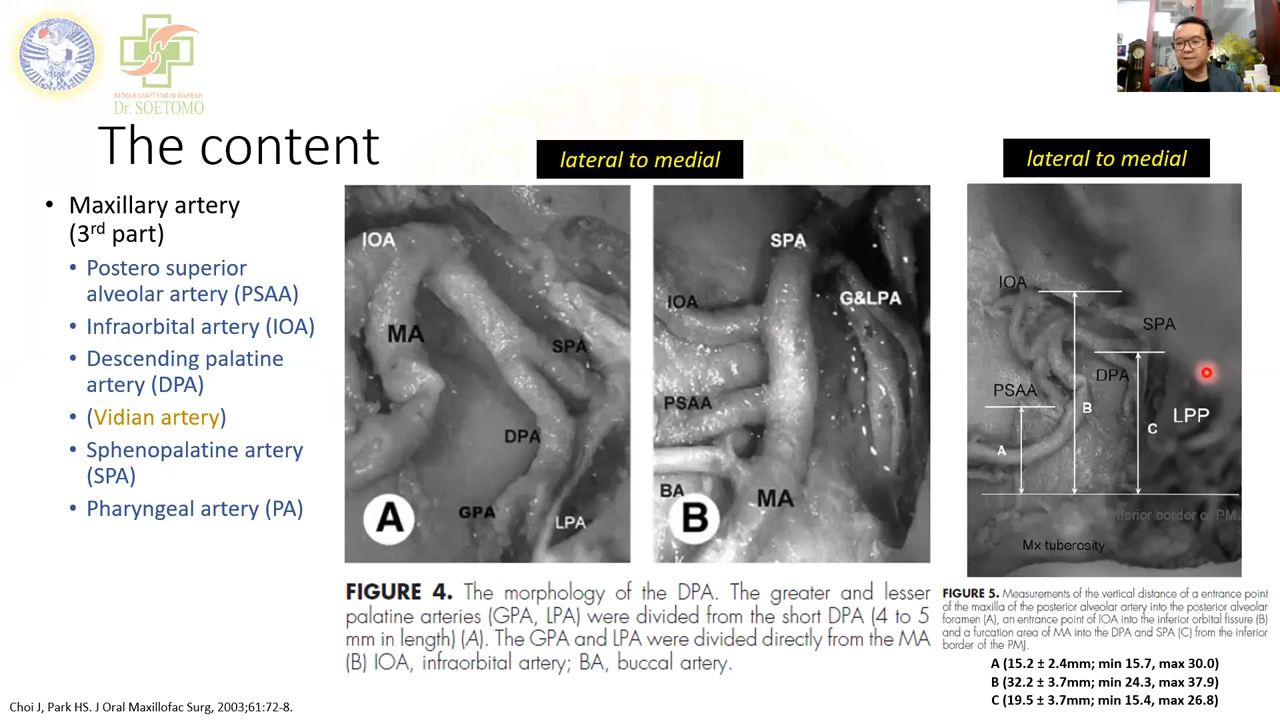 RUMAH SAKIT UMUM DAERAH
Dr. SOETOMO
The content
• Maxillary artery
(3rd part)
• Postero superior
alveolar artery (PSAA)
• Infraorbital artery (IOA)
• Descending palatine
artery (DPA)
• (Vidian artery)
• Sphenopalatine artery
(SPA)
• Pharyngeal artery (PA)
lateral to medial
IOA
MA
SPA
DPA
GPA
LPA
A
SPA
IOA
G&LPA
PSAA
BA
MA
B
FIGURE 4. The morphology of the DPA. The greater and lesser
palatine arteries (GPA, LPA) were divided from the short DPA (4 to 5
mm in length) (A). The GPA and LPA were divided directly from the MA
(B) IOA, infraorbital artery; BA, buccal artery.
lateral to medial
IOA
SPA
DPA
PSAA
B
LPP
C
A
inferior border of PMJ
Mx tuberosity
FIGURE 5. Measurements of the vertical distance of a entrance point
of the maxilla of the posterior alveolar artery into the posterior alveolar
foramen (A), an entrance point of IOA into the inferior orbital fissure (B)
and a furcation area of MA into the DPA and SPA (C) from the inferior
border of the PMJ.
A (15.2 ± 2.4mm; min 15.7, max 30.0)
B (32.2 ± 3.7mm; min 24.3, max 37.9)
C (19.5 ± 3.7mm; min 15.4, max 26.8)
Choi J, Park HS. J Oral Maxillofac Surg, 2003;61:72-8.